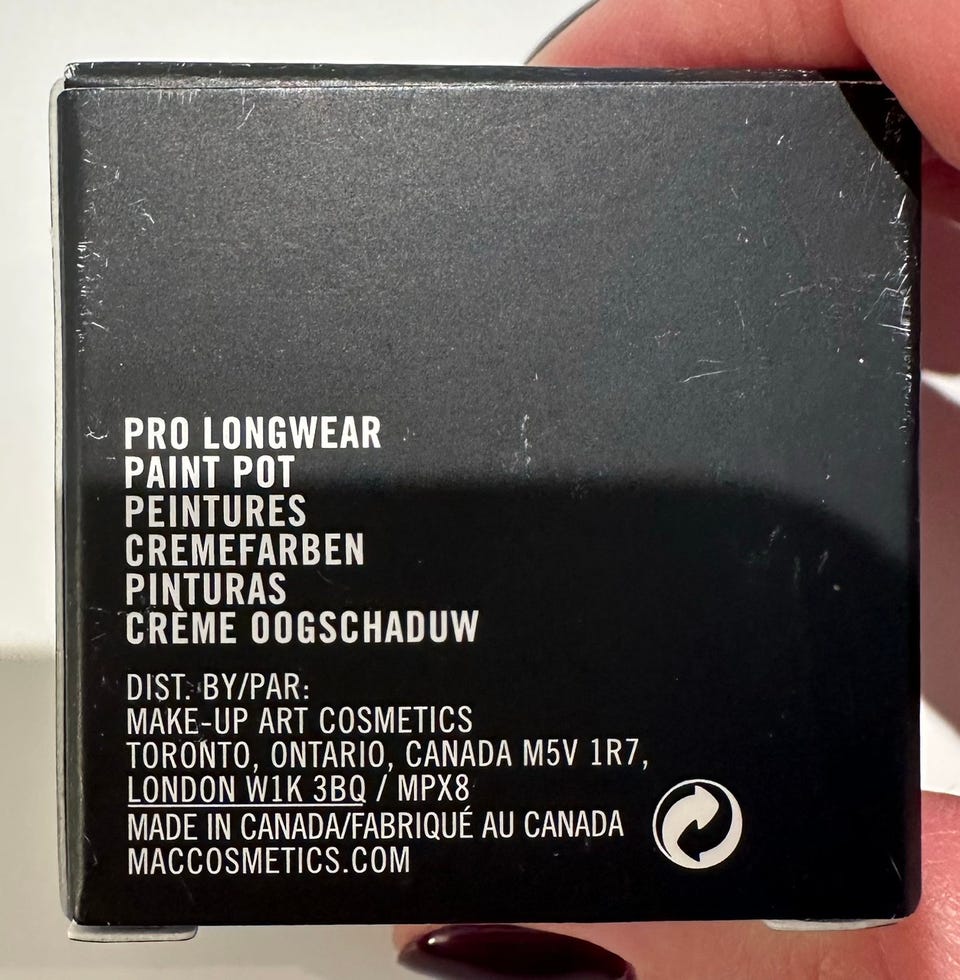 PRO LONGWEAR
PAINT POT
PEINTURES
CREMEFARBEN
PINTURAS
CRÈME OOGSCHADUW
DIST. BY/PAR:
MAKE-UP ART COSMETICS
TORONTO, ONTARIO, CANADA M5V 1R7,
LONDON W1K 3BQ / MPX8
MADE IN CANADA/FABRIQUÉ AU CANADA
MACCOSMETICS.COM